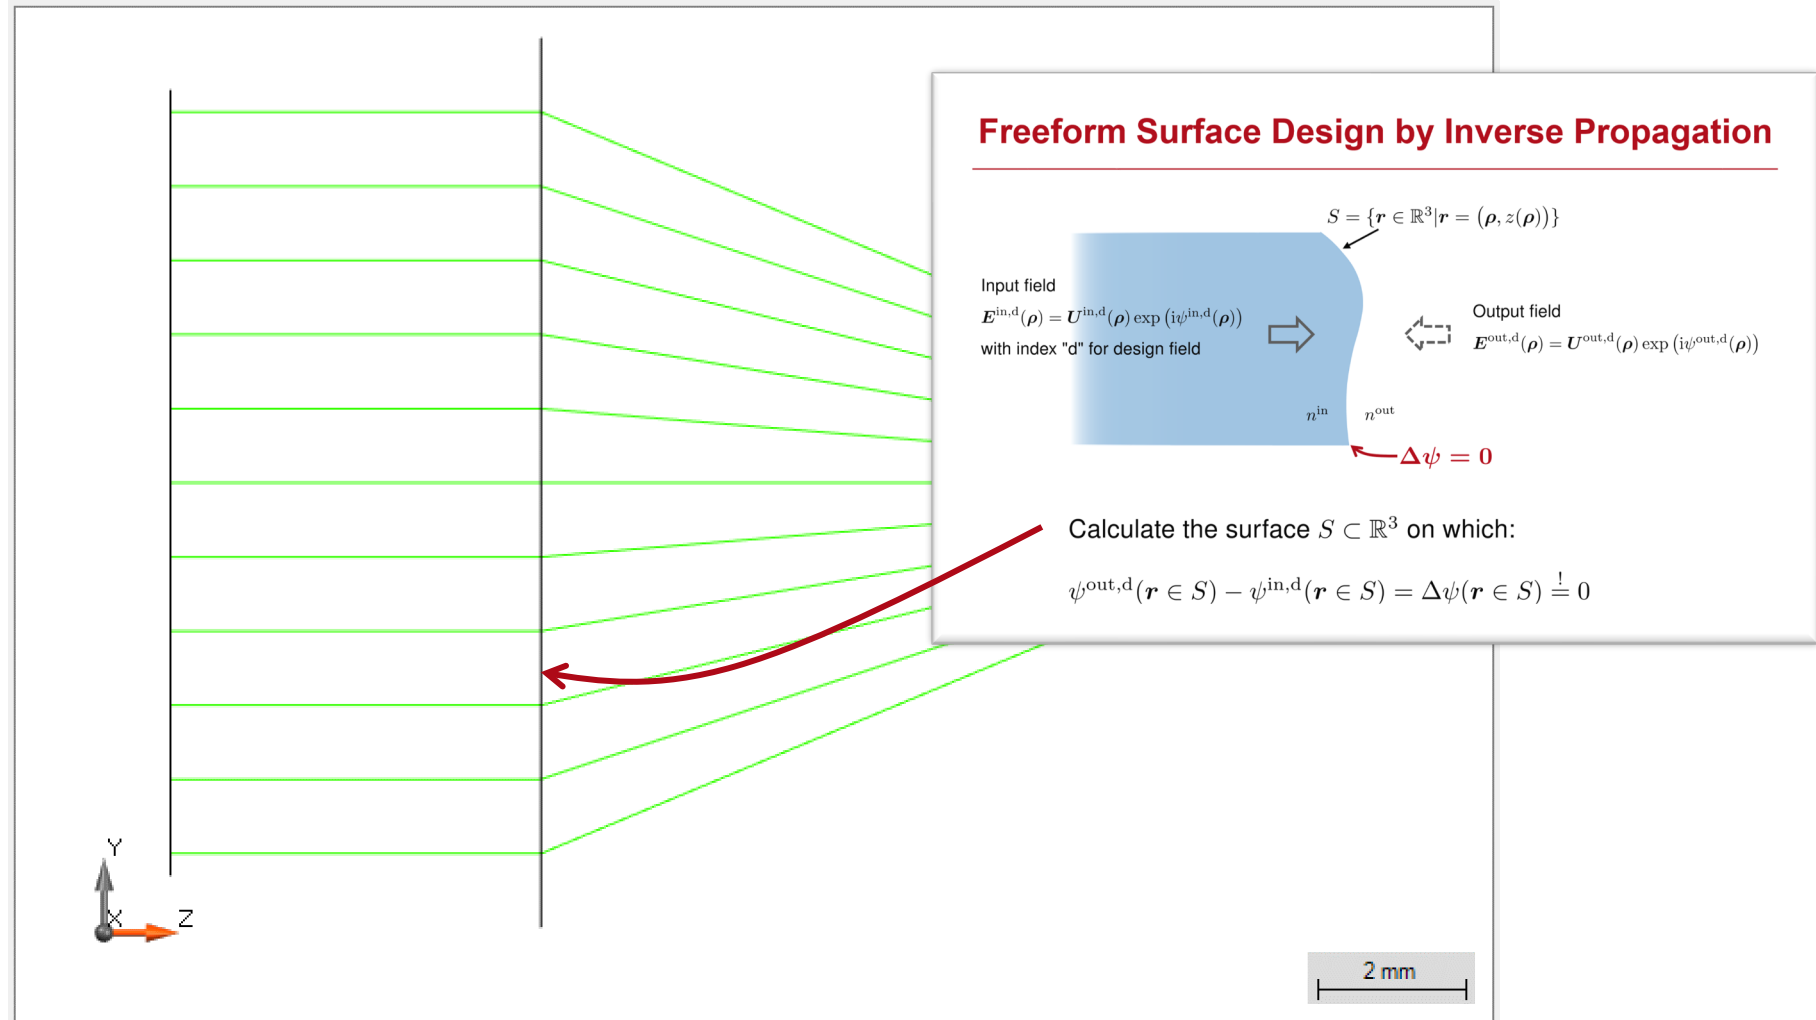 Freeform Surface Design by Inverse Propagation
S = {r ∈ ℝ³|r = (ρ, z(ρ))}
Input field
E^{in,d}(ρ) = U^{in,d}(ρ) exp (iψ^{in,d}(ρ))
with index "d" for design field
Output field
E^{out,d}(ρ) = U^{out,d}(ρ) exp (iψ^{out,d}(ρ))
n^{in} n^{out}
Δψ = 0
Calculate the surface S ⊂ ℝ³ on which:
ψ^{out,d}(r ∈ S) − ψ^{in,d}(r ∈ S) = Δψ(r ∈ S) \overset{!}{=} 0
Y
X Z
2 mm